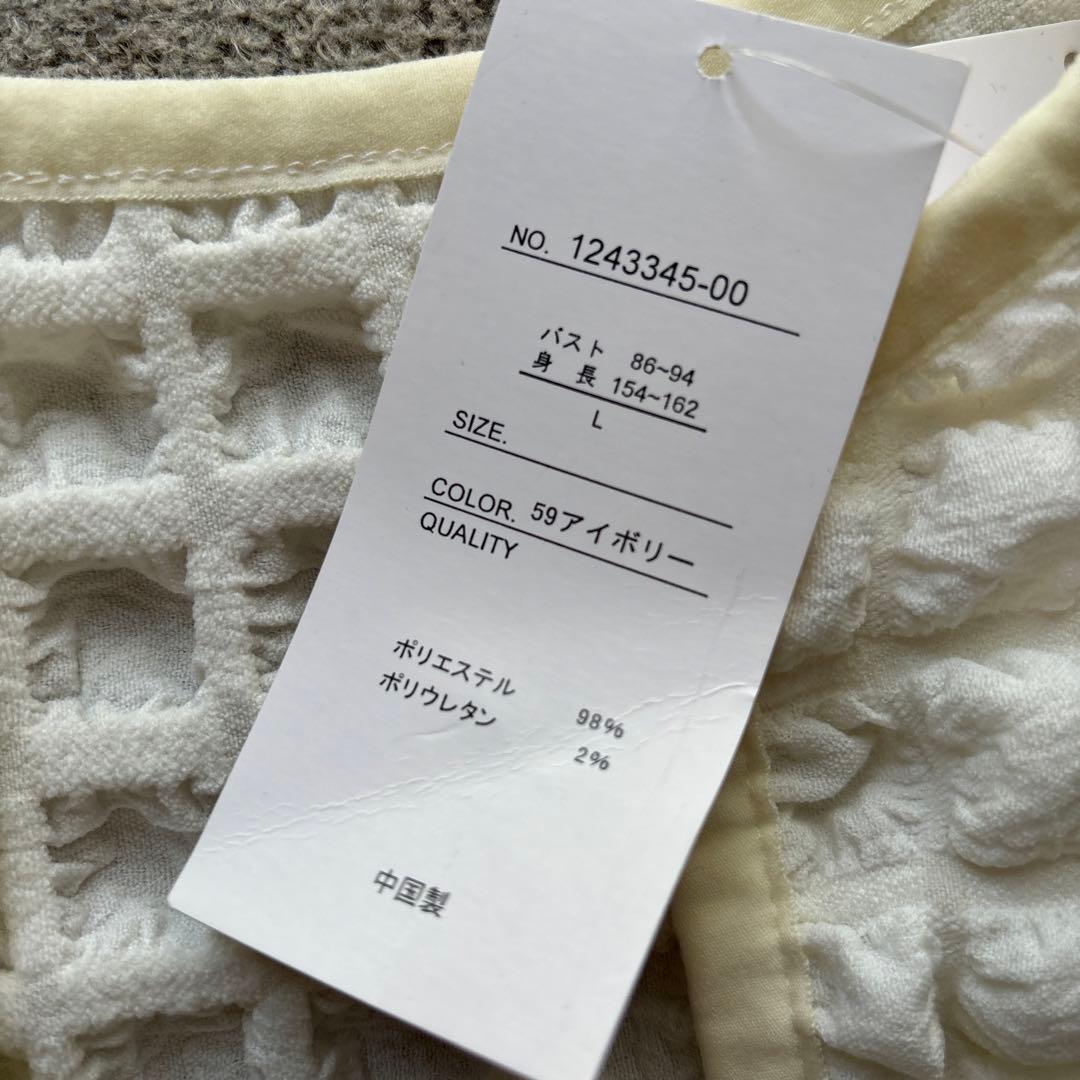 NO. 1243345-00
バスト 86~94
身 長 154~162
L
SIZE.
COLOR. 59アイボリー
QUALITY
ポリエステル 98%
ポリウレタン 2%
中国製